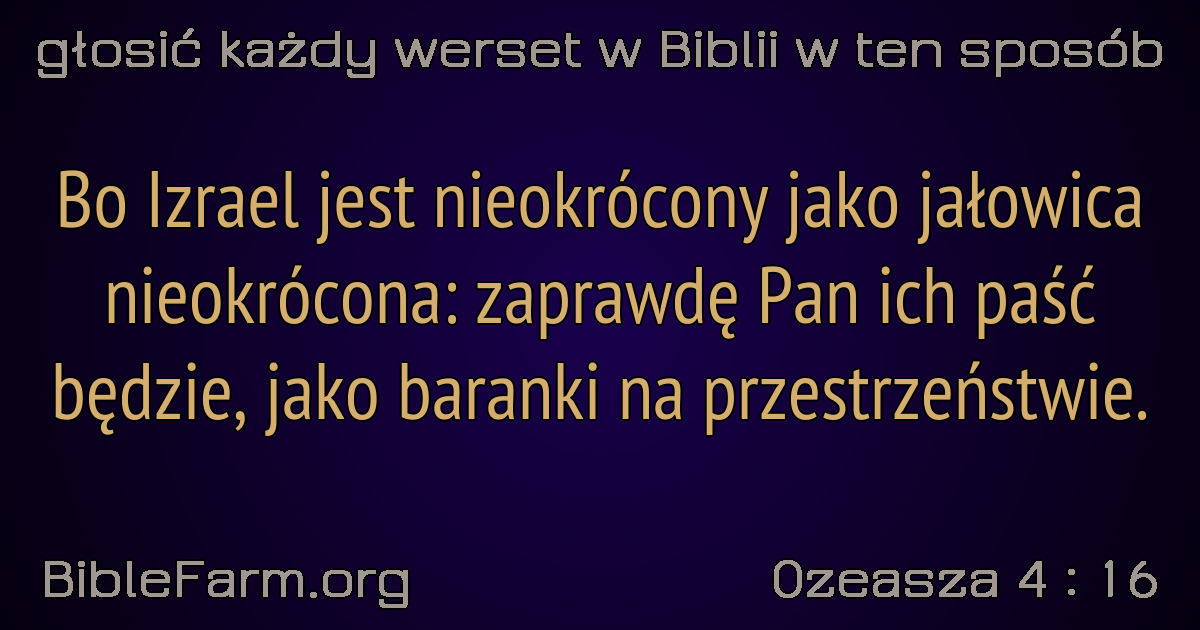 głosić każdy werset w Biblii w ten sposób
Bo Izrael jest nieokrócony jako jałowica
nieokrócona: zaprawdę Pan ich paść
będzie, jako baranki na przestrzeństwie.
BibleFarm.org
Ozeasza 4 : 16